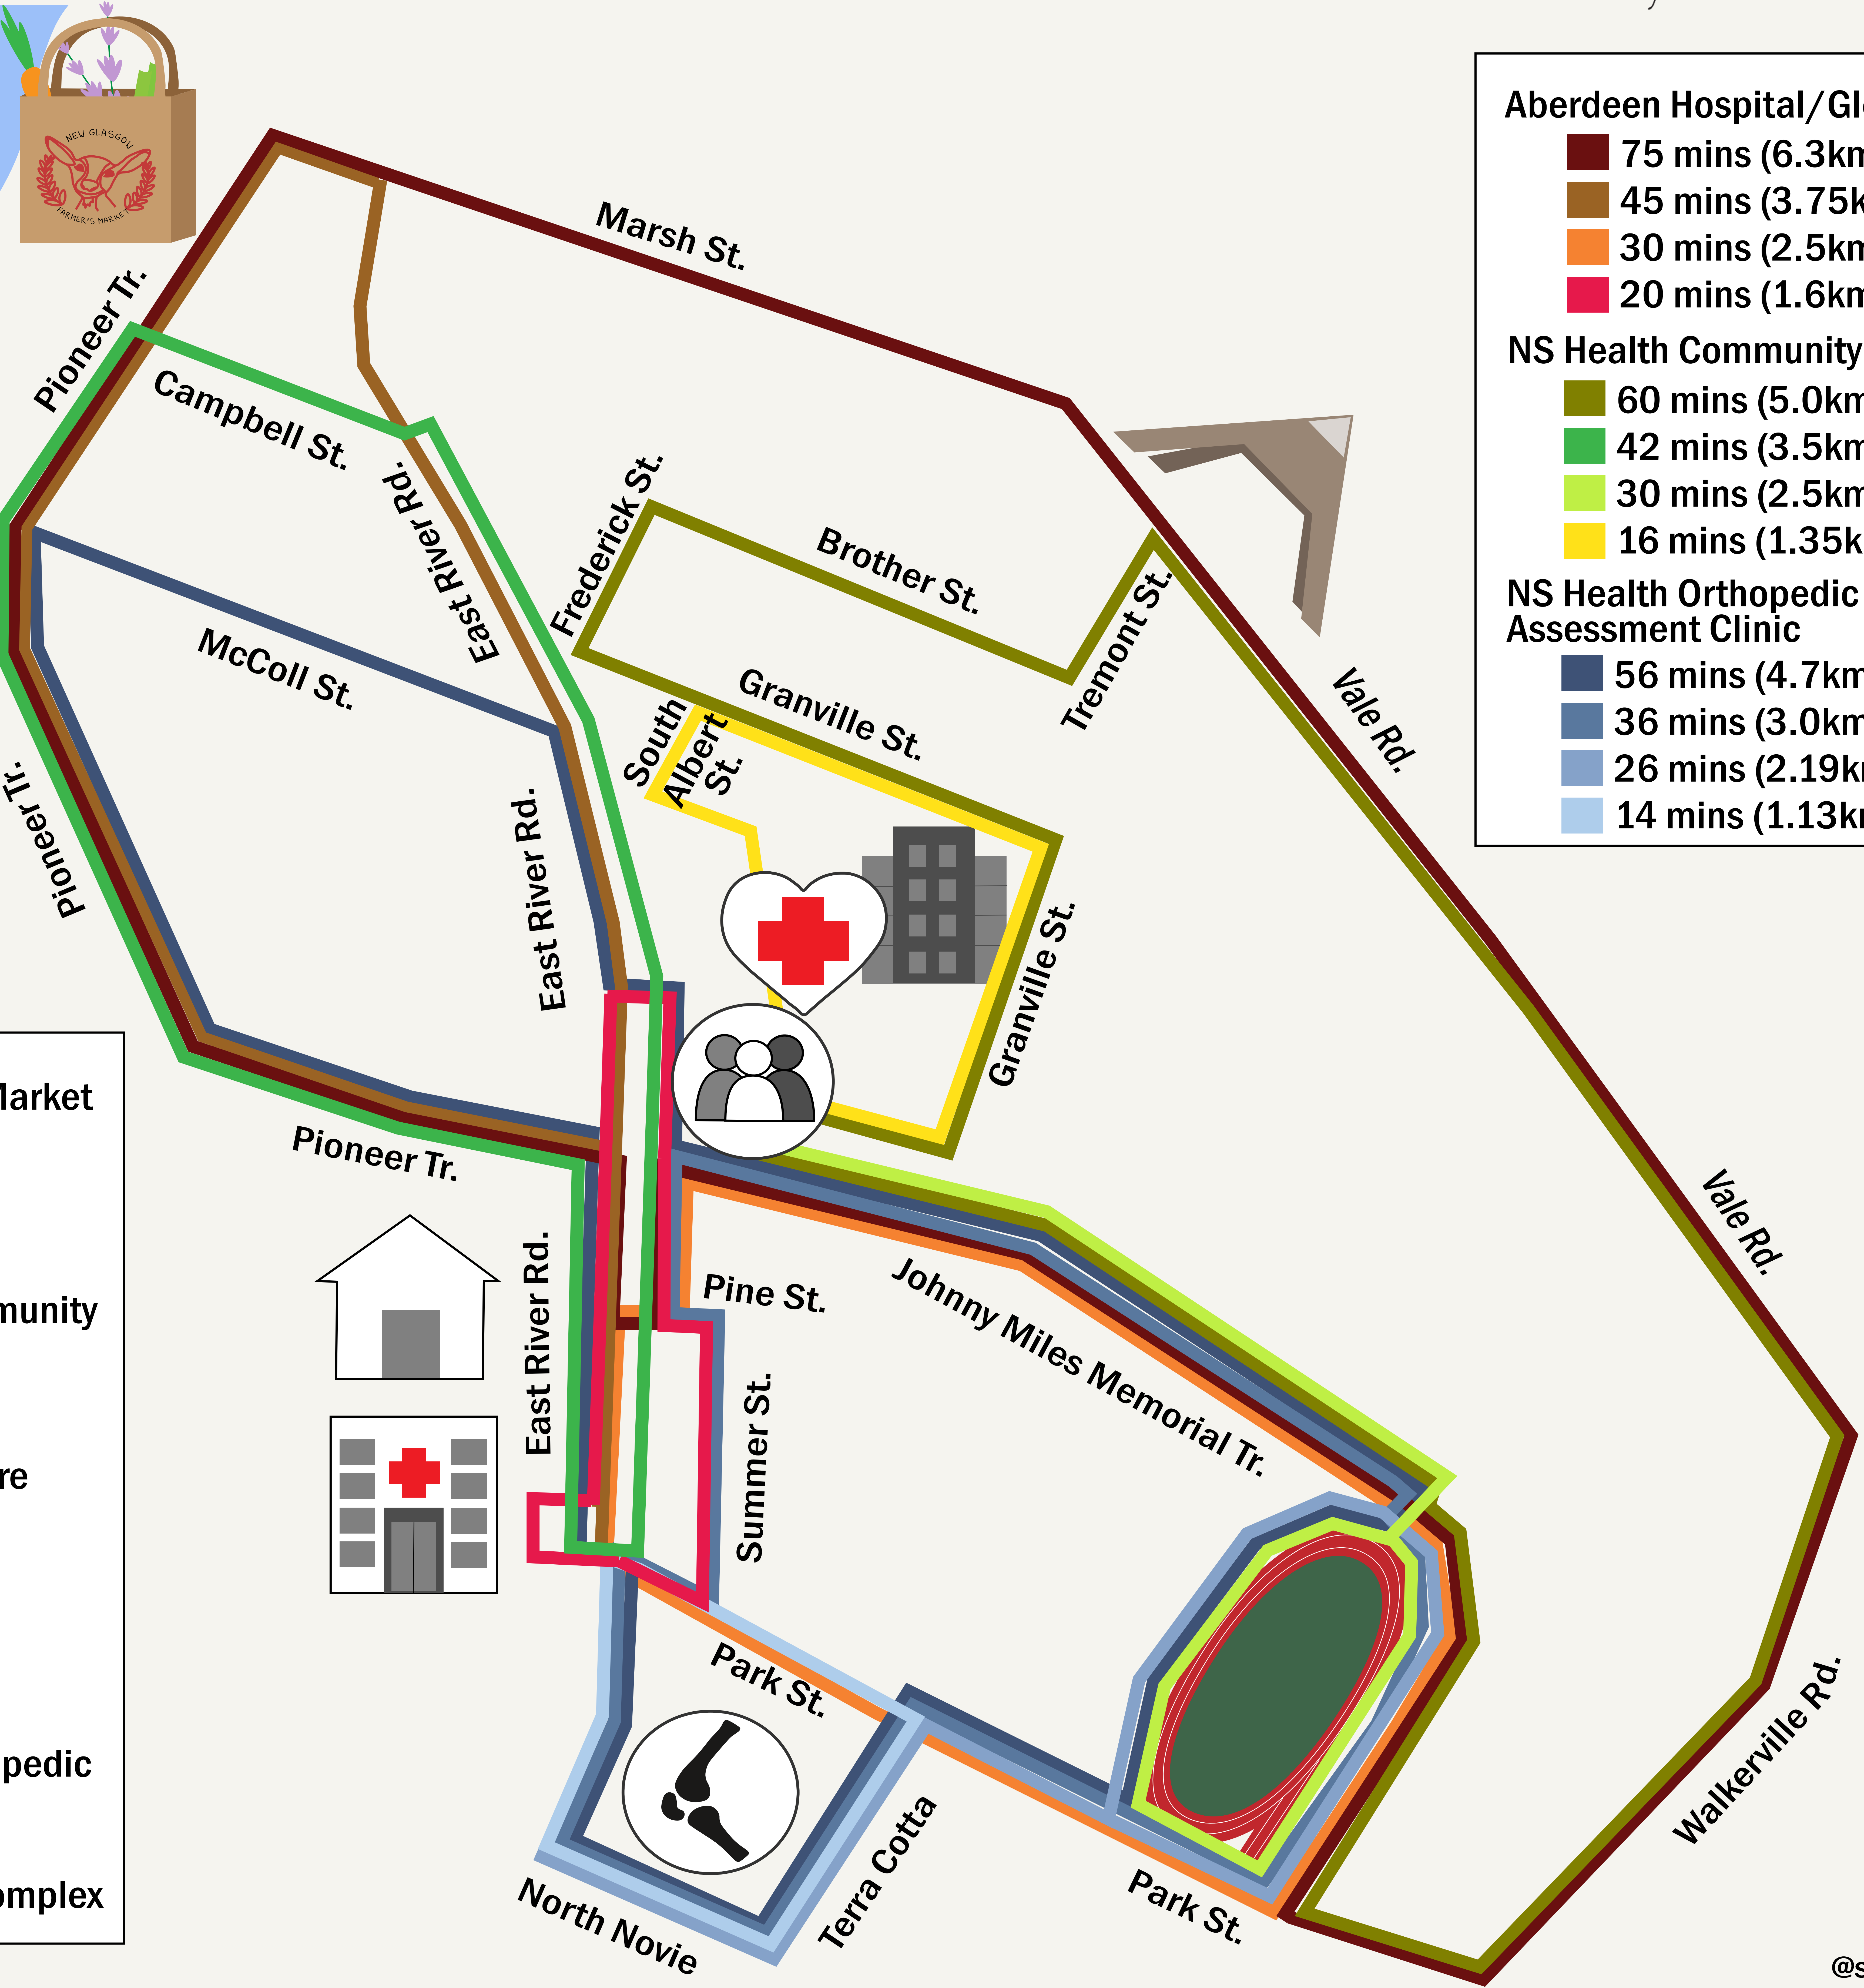 NEW GLASGOW
FARMER'S MARKET
Aberdeen Hospital/Gl
75 mins (6.3km
45 mins (3.75k
30 mins (2.5km
20 mins (1.6km
NS Health Community
60 mins (5.0km
42 mins (3.5km
30 mins (2.5km
16 mins (1.35k
NS Health Orthopedic
Assessment Clinic
56 mins (4.7km
36 mins (3.0km
26 mins (2.19km
14 mins (1.13km
Marsh St.
Pioneer Tr.
Campbell St.
East River Rd.
Frederick St.
Brother St.
Tremont St.
McColl St.
Granville St.
South
Albert
St.
Vale Rd.
Pioneer Tr.
East River Rd.
Granville St.
Market
Pioneer Tr.
Vale Rd.
munity
Pine St.
East River Rd.
Johnny Miles Memorial Tr.
Summer St.
re
Park St.
pedic
Walkerville Rd.
Terra Cotta
North Novie
Park St.
omplex
@s